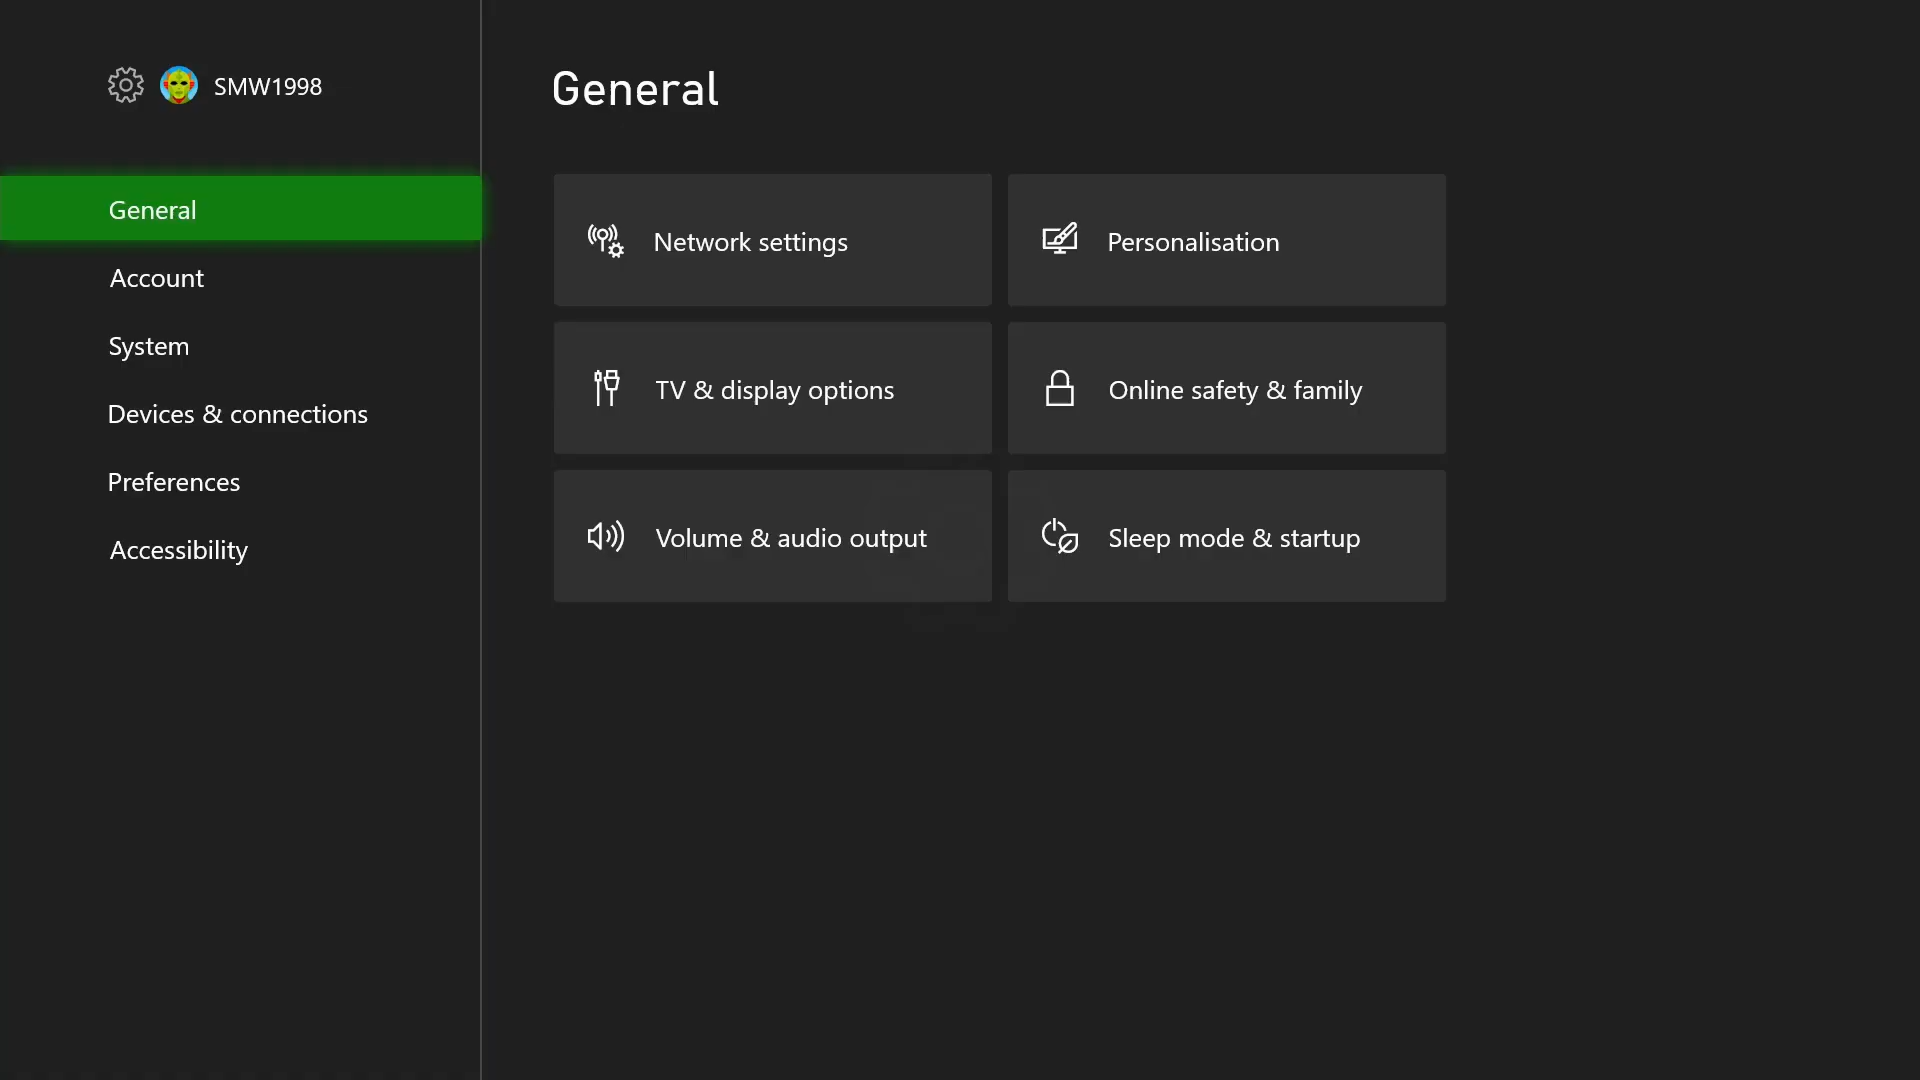 SMW1998
General
Account
System
Devices & connections
Preferences
Accessibility
General
Network settings
Personalisation
TV & display options
Online safety & family
Volume & audio output
Sleep mode & startup